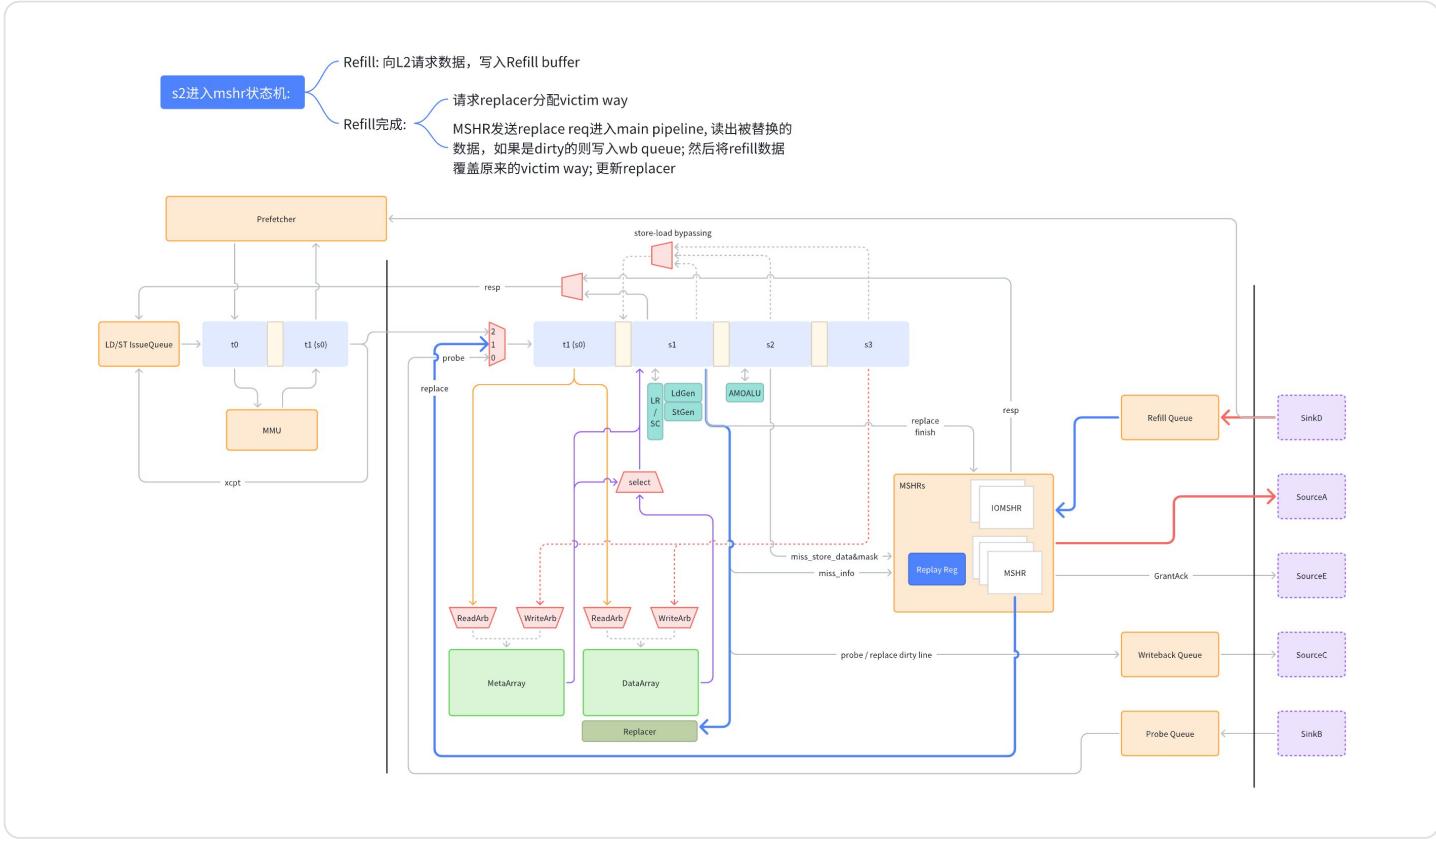 Refill: 向L2请求数据，写入Refill buffer
s2进入mshr状态机:
请求replacer分配victim way
Refill完成:
MSHR发送replace req进入main pipeline, 读出被替换的
数据，如果是dirty的则写入wb queue; 然后将refill数据
覆盖原来的victim way; 更新replacer
Prefetcher
store-load bypassing
resp
LD/ST IssueQueue
t0
t1 (s0)
2
1
0
probe
replace
t1 (s0)
s1
s2
s3
LR
/
SC
LdGen
StGen
AMOALU
MMU
xcpt
resp
replace
finish
Refill Queue
SinkD
select
MSHRs
IOMSHR
SourceA
miss_store_data&mask
miss_info
Replay Reg
MSHR
GrantAck
SourceE
ReadArb
WriteArb
ReadArb
WriteArb
probe / replace dirty line
Writeback Queue
SourceC
MetaArray
DataArray
Replacer
Probe Queue
SinkB